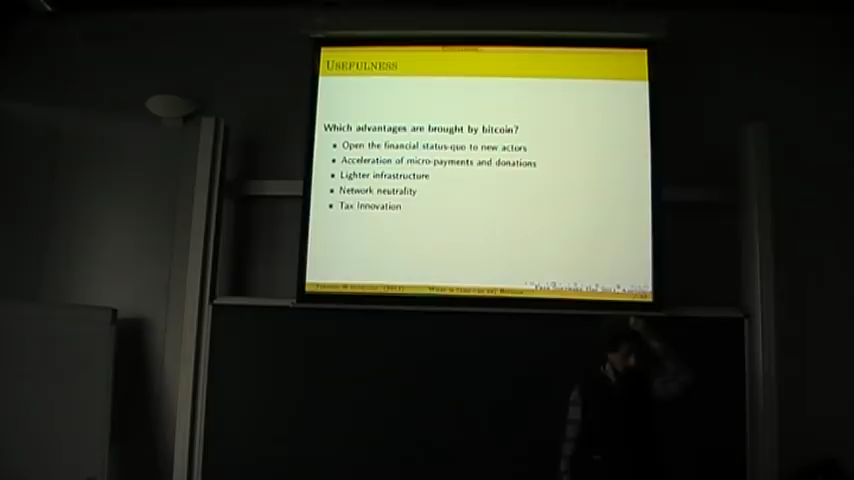 USEFULNESS
Which advantages are brought by bitcoin?
Open the financial status-quo to new actors
Acceleration of micro-payments and donations
Lighter infrastructure
Network neutrality
Tax Innovation